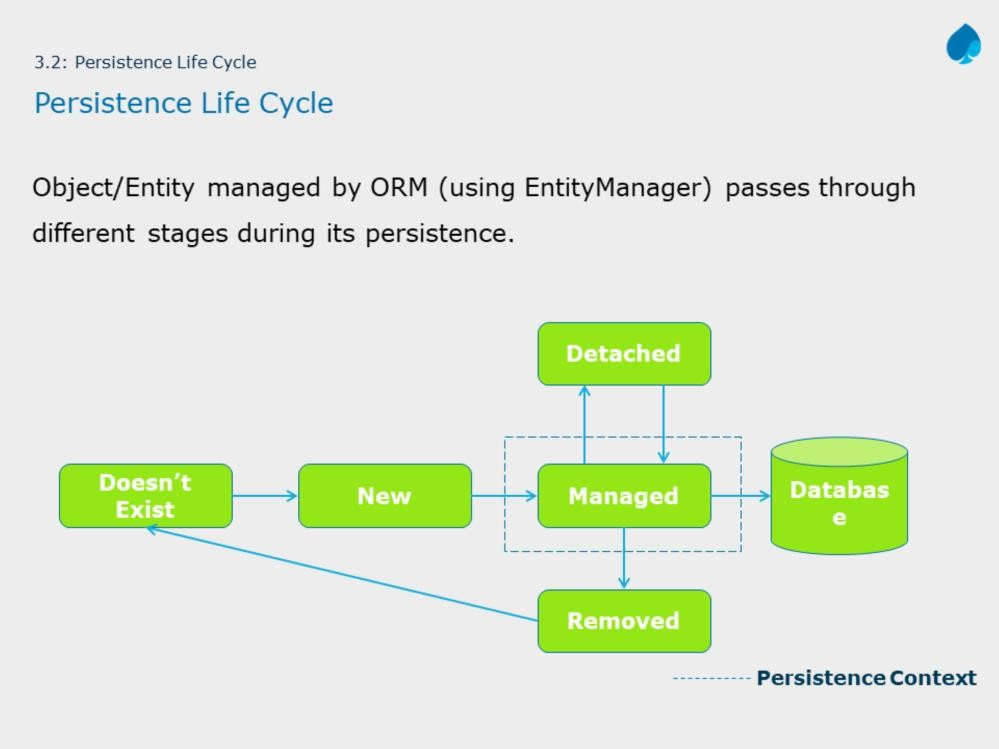 3.2: Persistence Life Cycle
Persistence Life Cycle
Object/Entity managed by ORM (using EntityManager) passes through
different stages during its persistence.
Detached
Doesn’t
Exist
New
Managed
Databas
e
Removed
Persistence Context